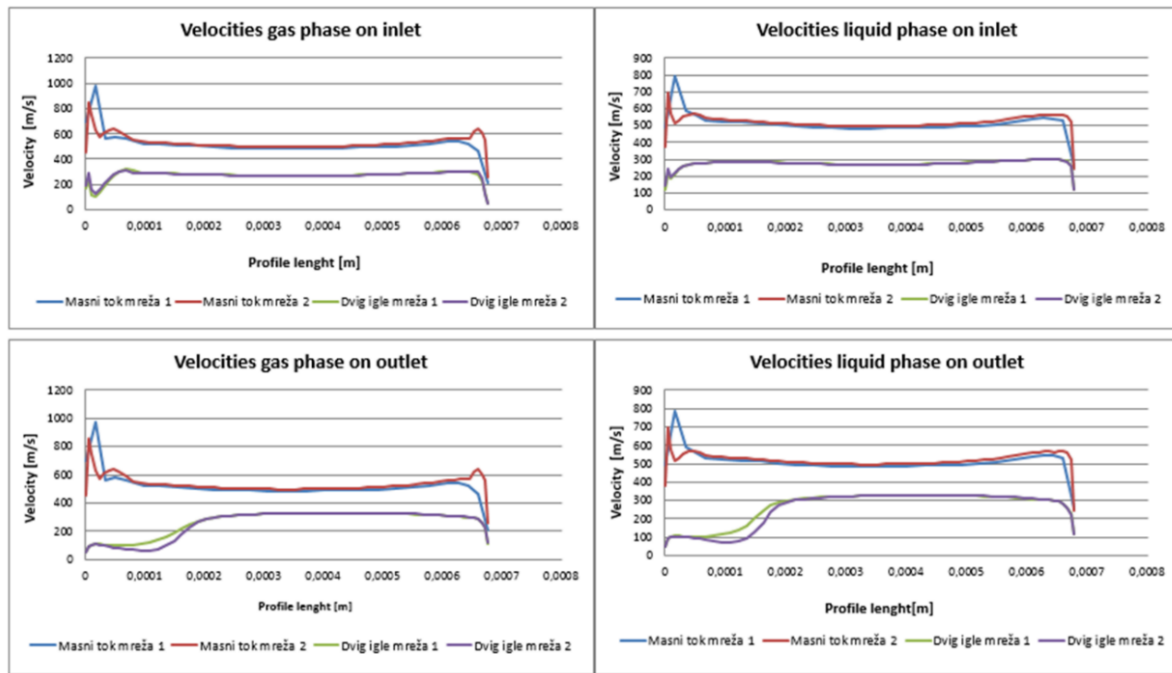 Velocities gas phase on inlet
1200
1000
800
600
400
200
0
Velocity [m/s]
0 0,0001 0,0002 0,0003 0,0004 0,0005 0,0006 0,0007 0,0008
Profile lenght [m]
Masni tok mreža 1 Masni tok mreža 2 Dvig igle mreža 1 Dvig igle mreža 2
Velocities liquid phase on inlet
900
800
700
600
500
400
300
200
100
0
Velocity [m/s]
0 0,0001 0,0002 0,0003 0,0004 0,0005 0,0006 0,0007 0,0008
Profile lenght [m]
Masni tok mreža 1 Masni tok mreža 2 Dvig igle mreža 1 Dvig igle mreža 2
Velocities gas phase on outlet
1200
1000
800
600
400
200
0
Velocity [m/s]
0 0,0001 0,0002 0,0003 0,0004 0,0005 0,0006 0,0007 0,0008
Profile lenght [m]
Masni tok mreža 1 Masni tok mreža 2 Dvig igle mreža 1 Dvig igle mreža 2
Velocities liquid phase on outlet
900
800
700
600
500
400
300
200
100
0
Velocity [m/s]
0 0,0001 0,0002 0,0003 0,0004 0,0005 0,0006 0,0007 0,0008
Profile lenght[m]
Masni tok mreža 1 Masni tok mreža 2 Dvig igle mreža 1 Dvig igle mreža 2